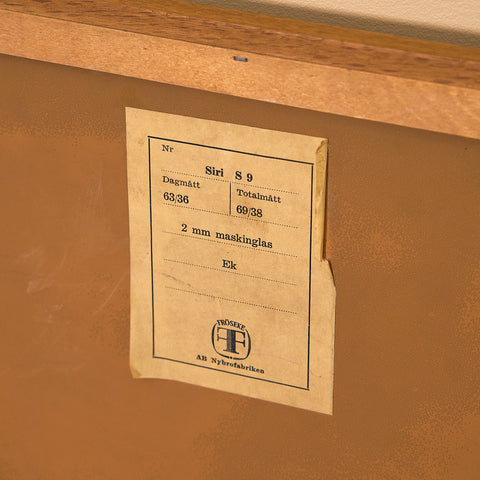 Nr
Siri S 9
Dagmått Totalmått
63/36 69/38
2 mm maskinglas
Ek
FRÖSEKE
F
AB Nybrofabriken